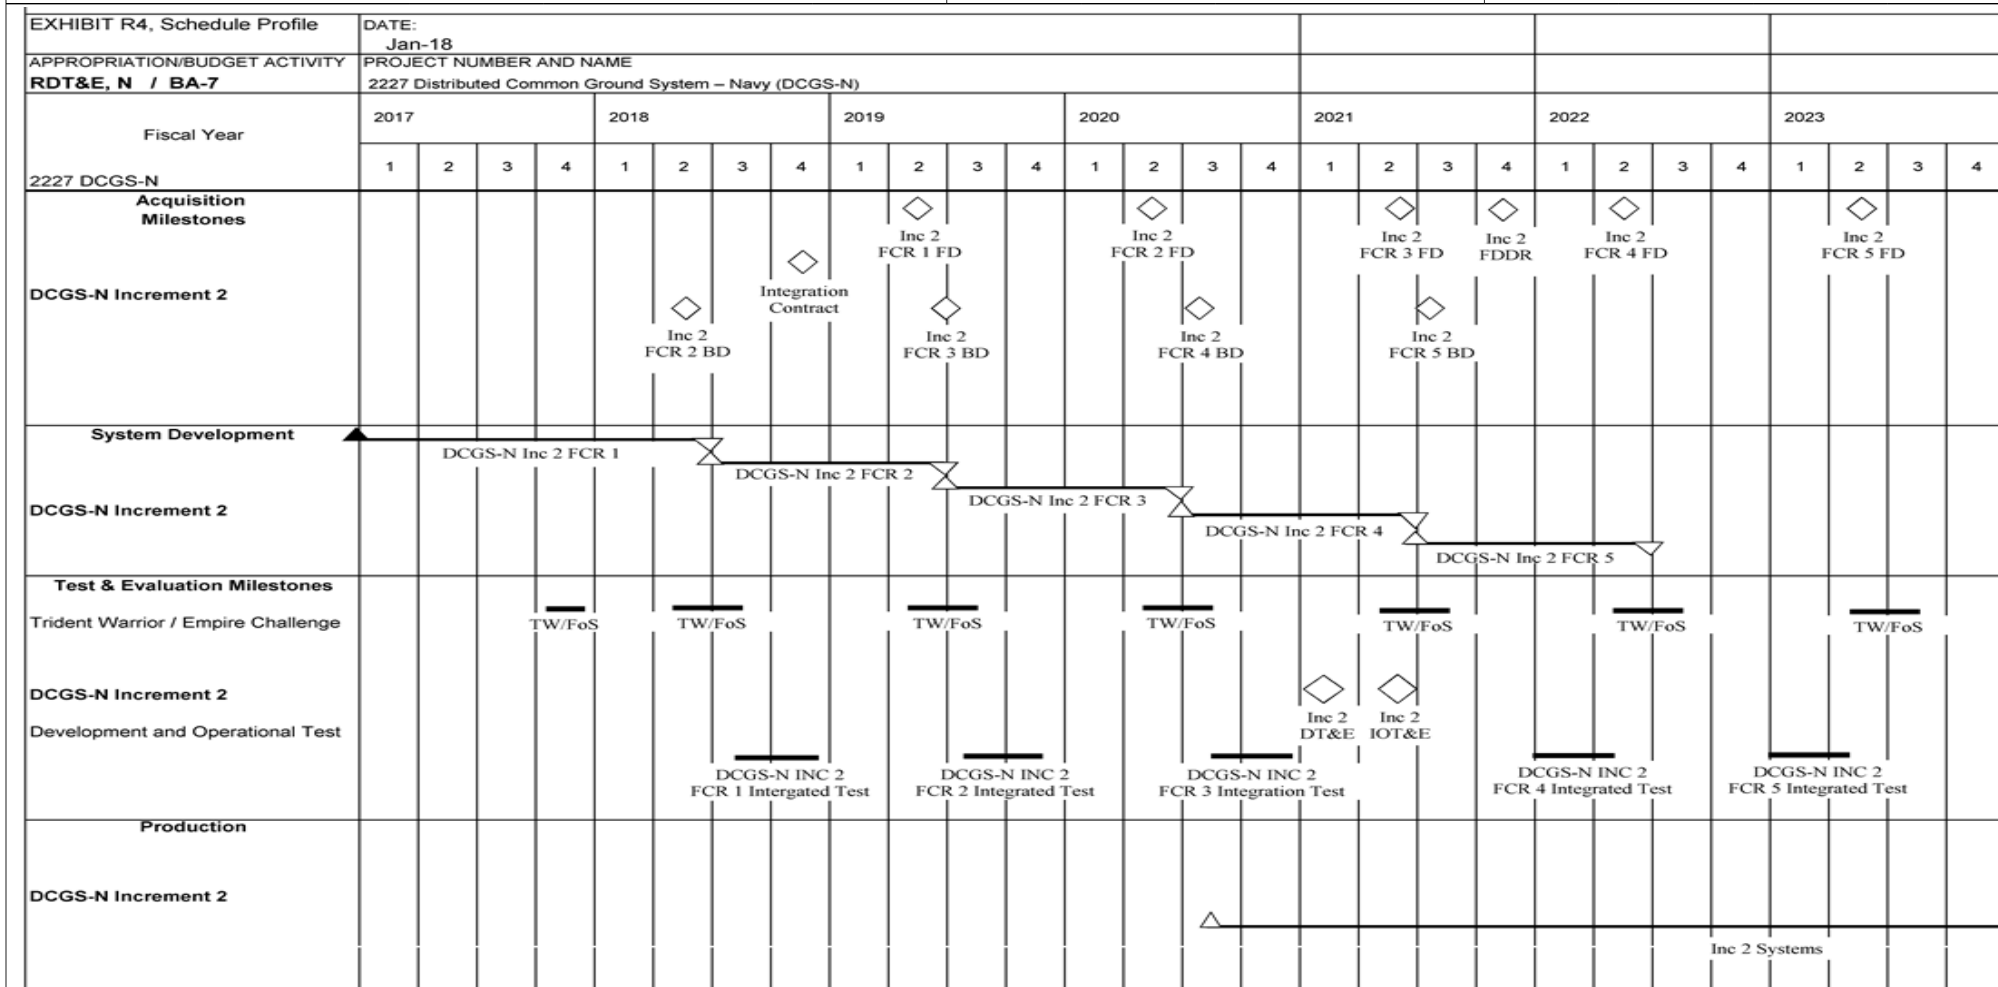 EXHIBIT R4, Schedule Profile
DATE:
Jan-18
APPROPRIATION/BUDGET ACTIVITY
PROJECT NUMBER AND NAME
RDT&E, N / BA-7
2227 Distributed Common Ground System – Navy (DCGS-N)
Fiscal Year
2017 2018 2019 2020 2021 2022 2023
2227 DCGS-N
1 2 3 4 1 2 3 4 1 2 3 4 1 2 3 4 1 2 3 4 1 2 3 4 1 2 3 4
Acquisition
Milestones
Inc 2
FCR 1 FD
Inc 2
FCR 2 FD
Inc 2
FCR 3 FD
Inc 2
FDDR
Inc 2
FCR 4 FD
Inc 2
FCR 5 FD
DCGS-N Increment 2
Integration
Contract
Inc 2
FCR 2 BD
Inc 2
FCR 3 BD
Inc 2
FCR 4 BD
Inc 2
FCR 5 BD
System Development
DCGS-N Inc 2 FCR 1
DCGS-N Inc 2 FCR 2
DCGS-N Inc 2 FCR 3
DCGS-N Increment 2
DCGS-N Inc 2 FCR 4
DCGS-N Inc 2 FCR 5
Test & Evaluation Milestones
Trident Warrior / Empire Challenge
TW/FoS TW/FoS TW/FoS TW/FoS TW/FoS TW/FoS TW/FoS
DCGS-N Increment 2
Development and Operational Test
Inc 2
DT&E
Inc 2
IOT&E
DCGS-N INC 2
FCR 1 Intergated Test
DCGS-N INC 2
FCR 2 Integrated Test
DCGS-N INC 2
FCR 3 Integration Test
DCGS-N INC 2
FCR 4 Integrated Test
DCGS-N INC 2
FCR 5 Integrated Test
Production
DCGS-N Increment 2
Inc 2 Systems